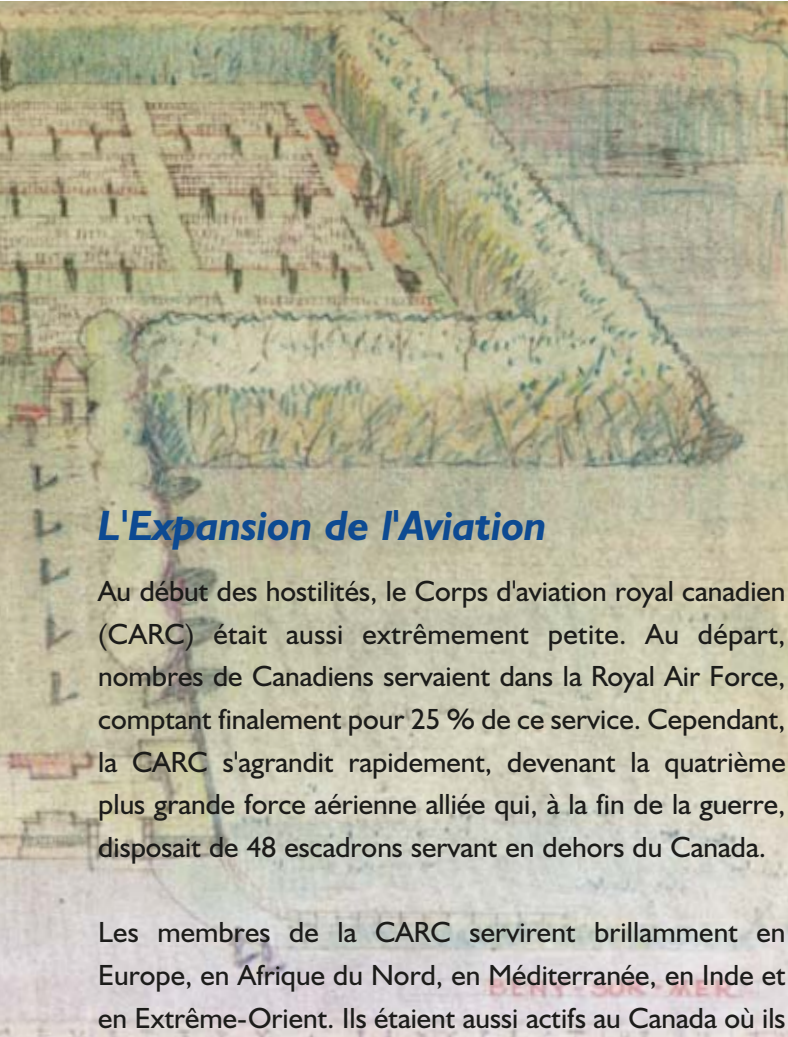 L'Expansion de l'Aviation
Au début des hostilités, le Corps d'aviation royal canadien
(CARC) était aussi extrêmement petite. Au départ,
nombres de Canadiens servaient dans la Royal Air Force,
comptant finalement pour 25 % de ce service. Cependant,
la CARC s'agrandit rapidement, devenant la quatrième
plus grande force aérienne alliée qui, à la fin de la guerre,
disposait de 48 escadrons servant en dehors du Canada.
Les membres de la CARC servirent brillamment en
Europe, en Afrique du Nord, en Méditerranée, en Inde et
BENY-SUR-MER
en Extrême-Orient. Ils étaient aussi actifs au Canada où ils